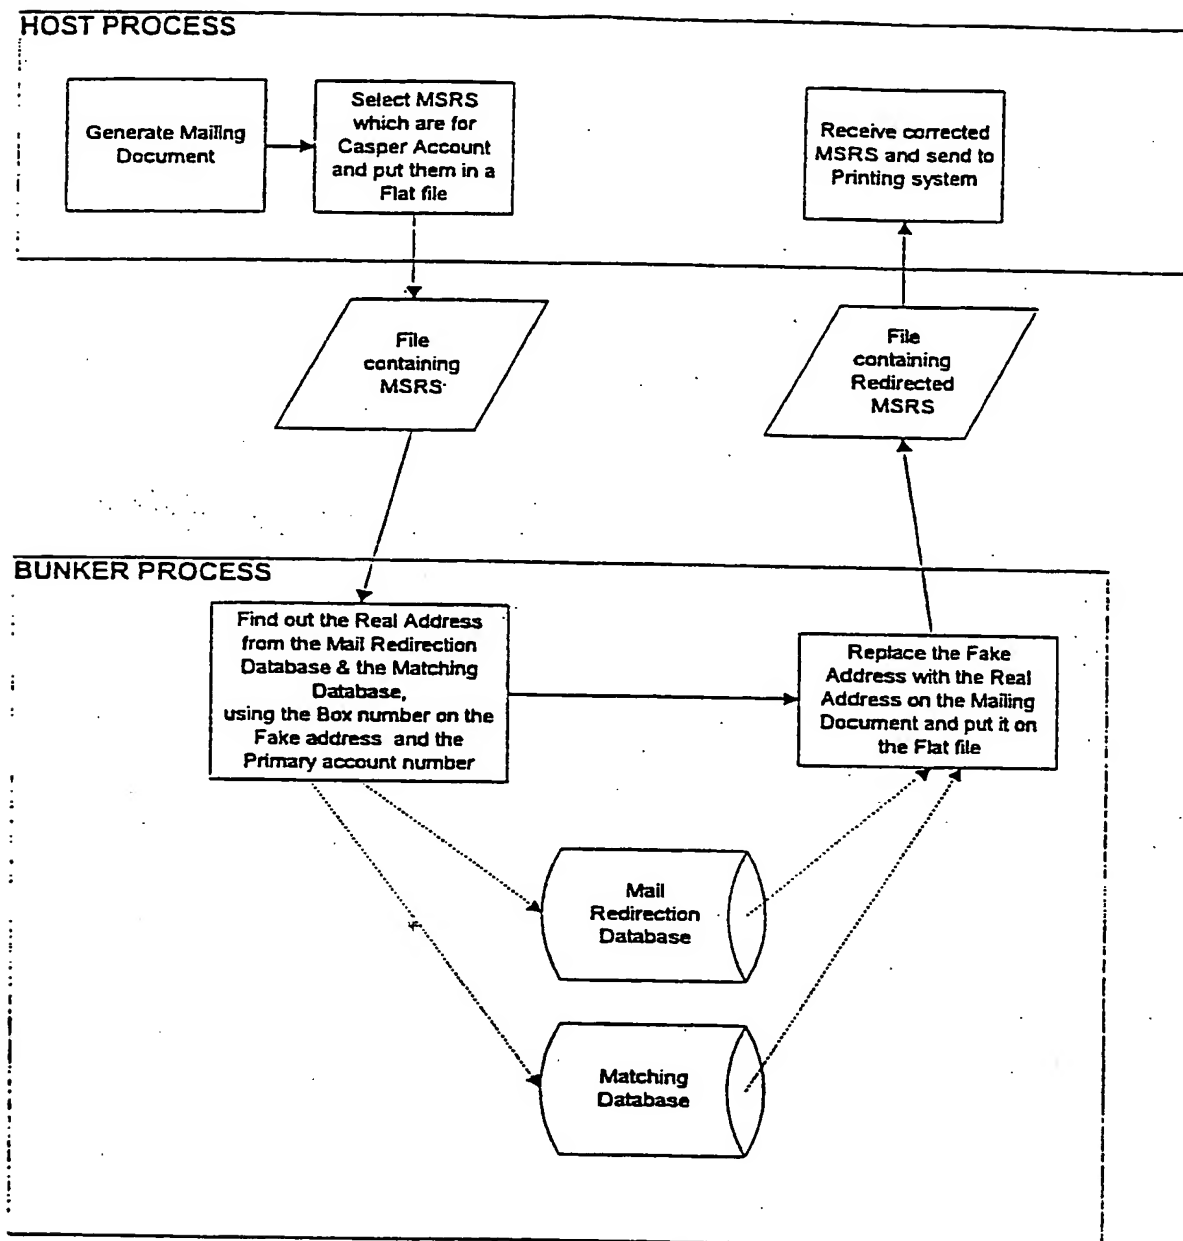 HOST PROCESS
Generate Mailing
Document
Select MSRS
which are for
Casper Account
and put them in a
Flat file
Receive corrected
MSRS and send to
Printing system
File
containing
MSRS
File
containing
Redirected
MSRS
BUNKER PROCESS
Find out the Real Address
from the Mail Redirection
Database & the Matching
Database,
using the Box number on the
Fake address and the
Primary account number
Replace the Fake
Address with the Real
Address on the Mailing
Document and put it on
the Flat file
Mail
Redirection
Database
Matching
Database